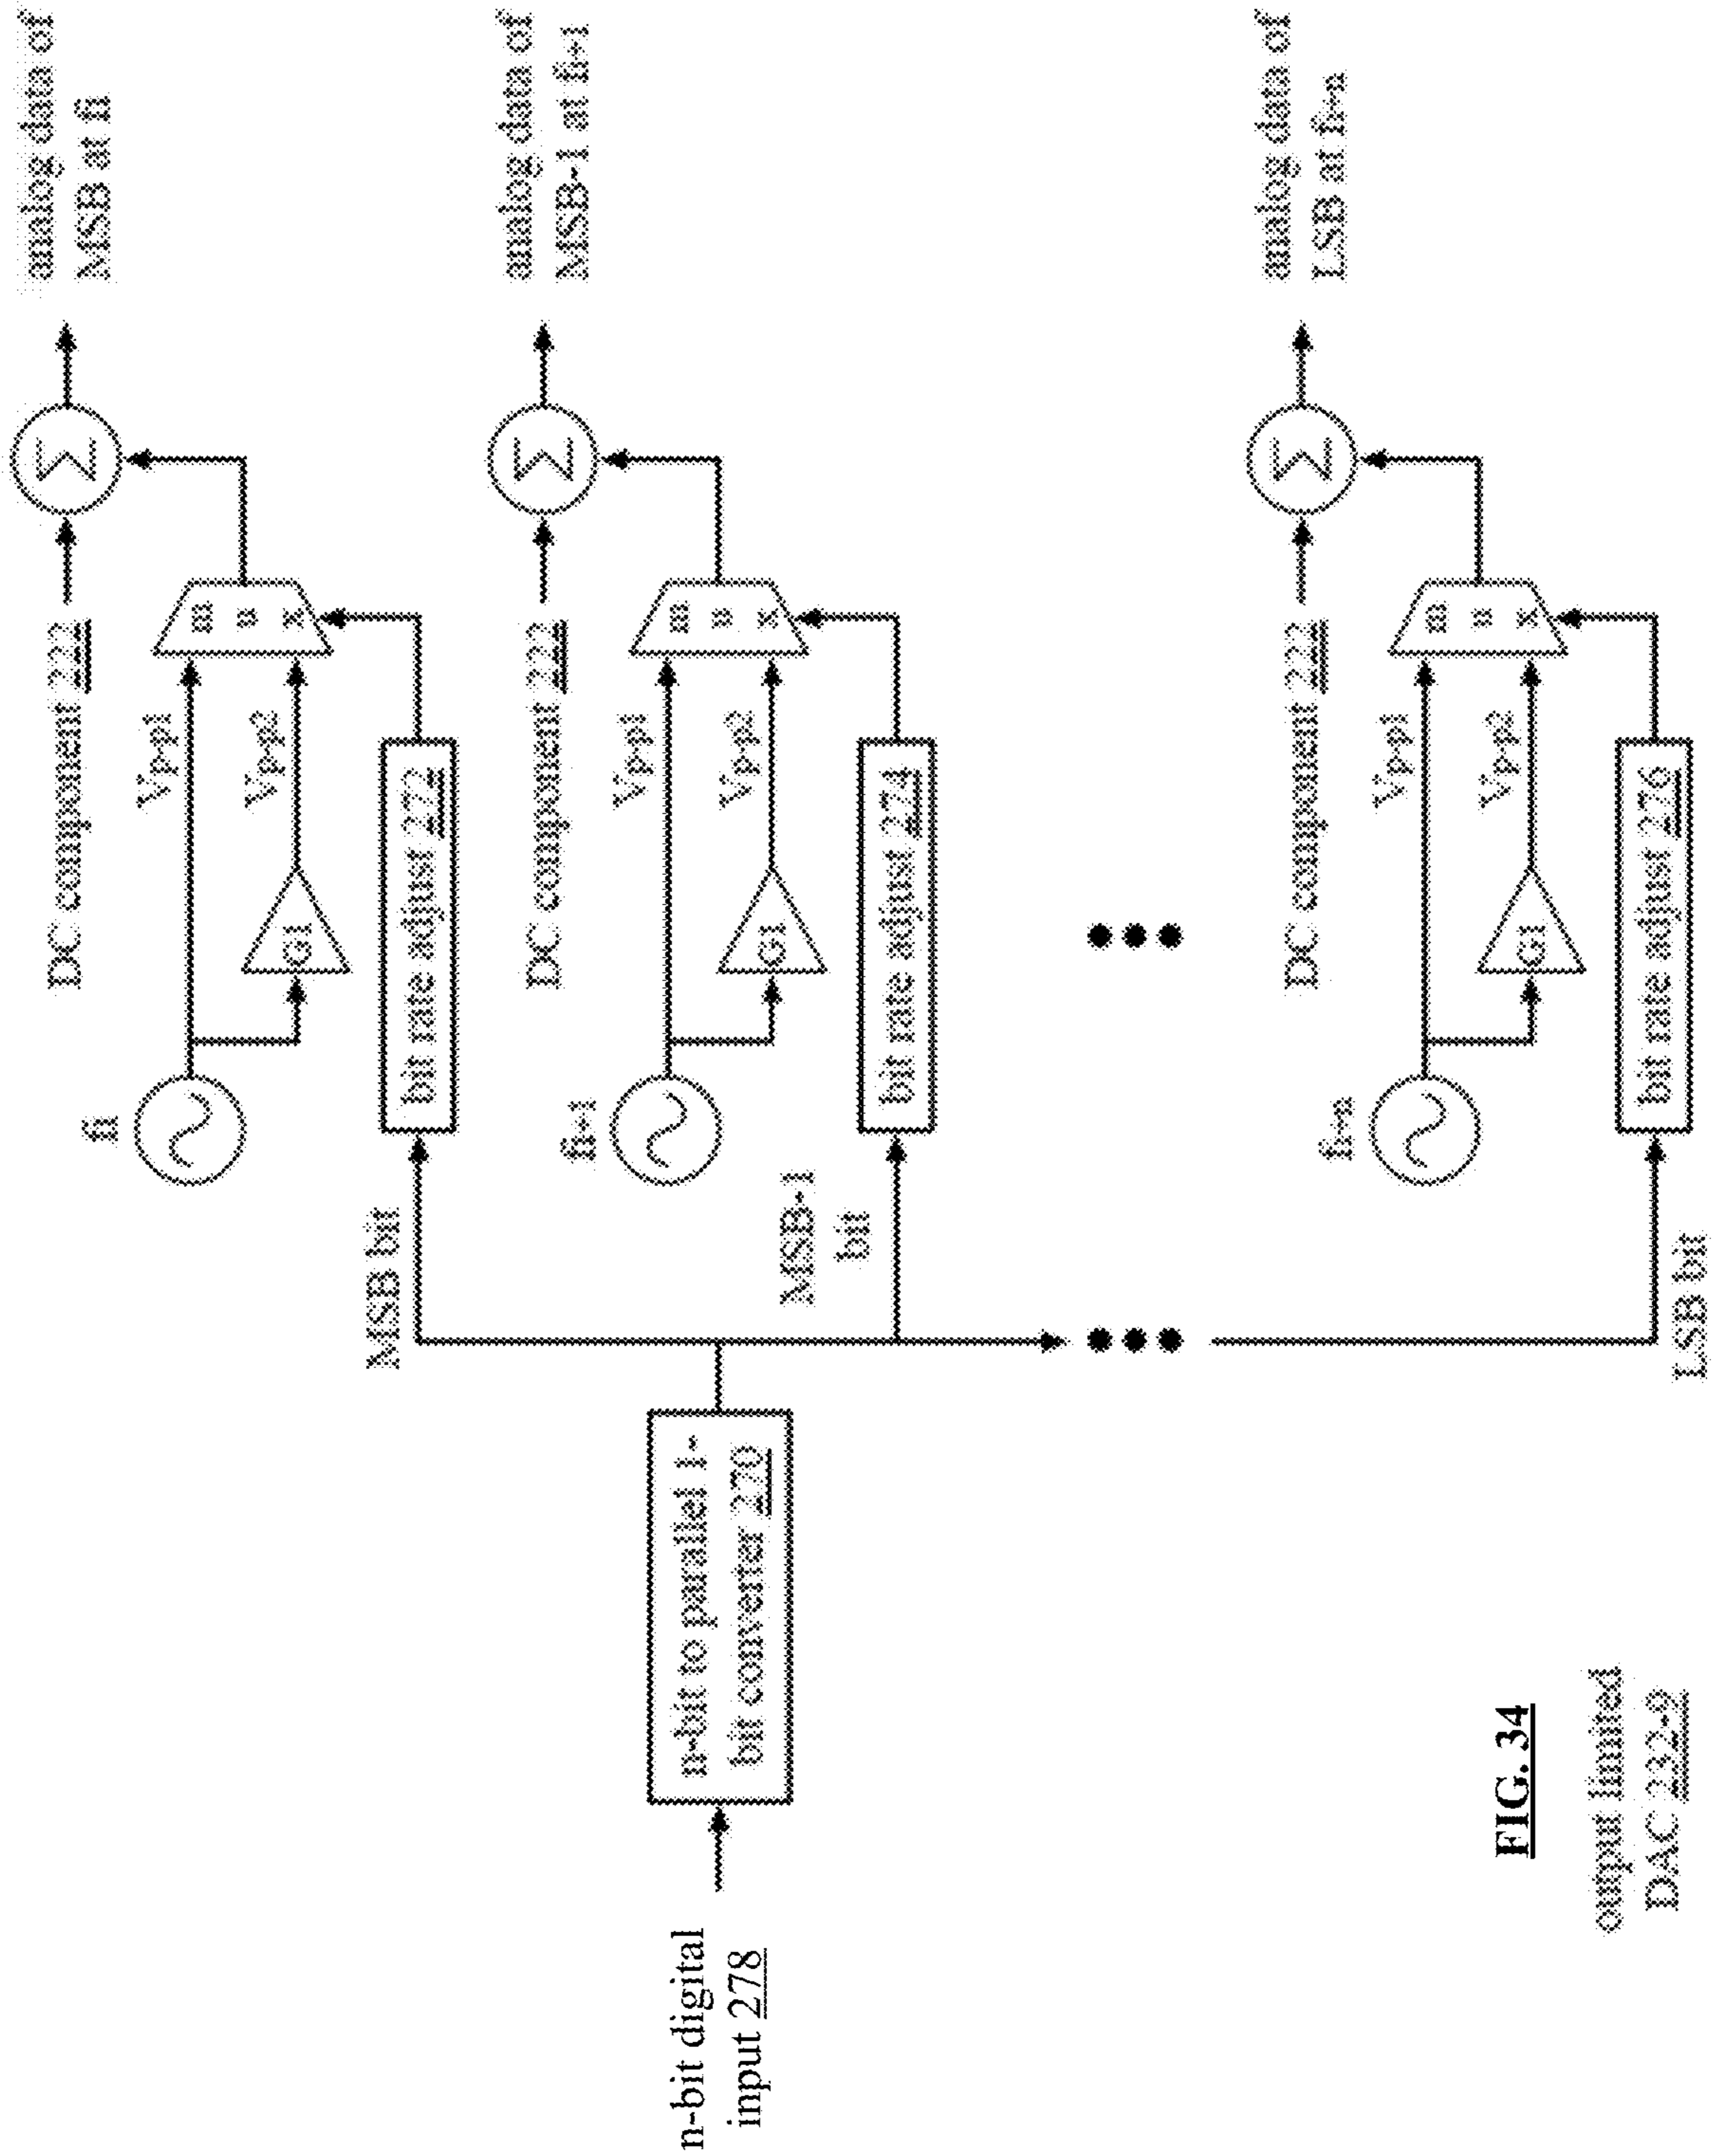 n-bit digital
input 278
n-bit to parallel 1-
bit converter 270
MSB bit
fi
G1
Vp-p1
Vp-p2
bit rate adjust 272
DC component 222
m
u
x
Σ
analog data of
MSB at fi
MSB-1
bit
fi+1
G1
Vp-p1
Vp-p2
bit rate adjust 274
DC component 222
m
u
x
Σ
analog data of
MSB-1 at fi+1
LSB bit
fi+n
G1
Vp-p1
Vp-p2
bit rate adjust 276
DC component 222
m
u
x
Σ
analog data of
LSB at fi+n
FIG. 34
output limited
DAC 232-9